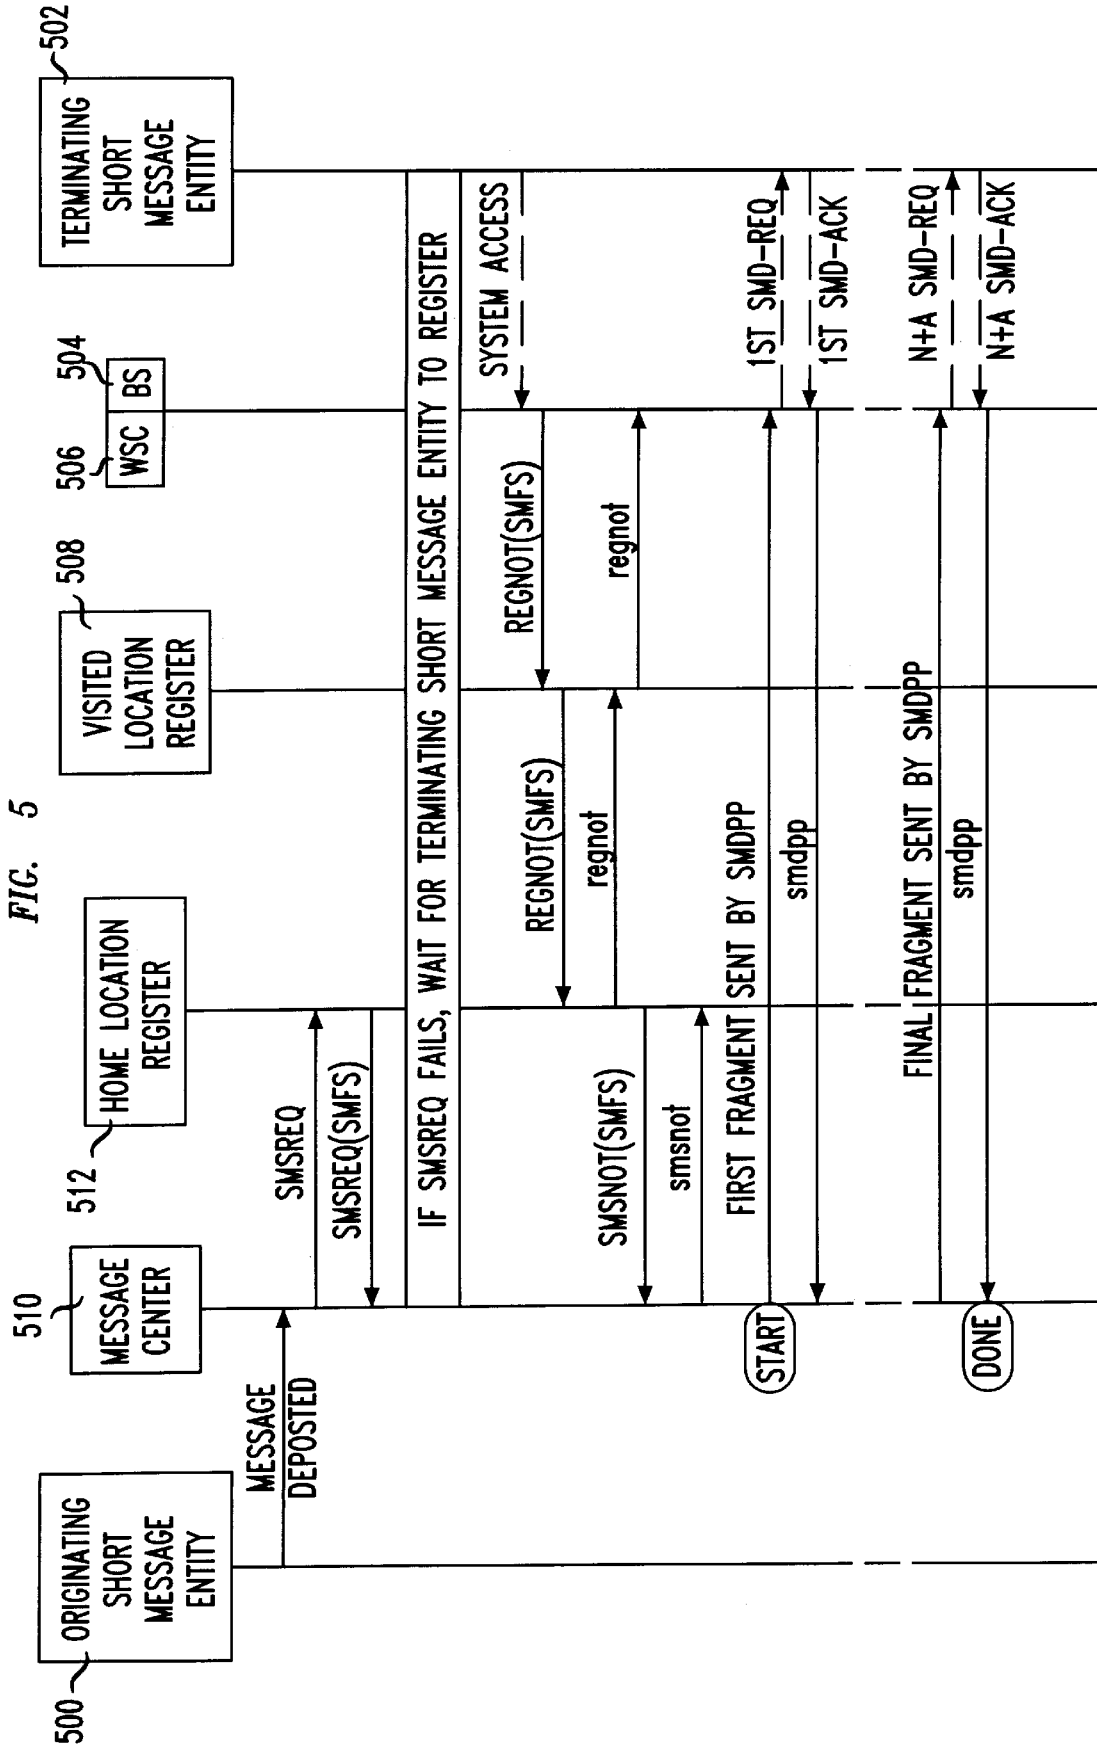 FIG. 5
500
ORIGINATING
SHORT
MESSAGE
ENTITY
510
MESSAGE
CENTER
512
HOME LOCATION
REGISTER
508
VISITED
LOCATION
REGISTER
506
WSC
504
BS
502
TERMINATING
SHORT
MESSAGE
ENTITY
MESSAGE
DEPOSTED
SMSREQ
SMSREQ(SMFS)
IF SMSREQ FAILS, WAIT FOR TERMINATING SHORT MESSAGE ENTITY TO REGISTER
SYSTEM ACCESS
REGNOT(SMFS)
REGNOT(SMFS)
regnot
regnot
SMSNOT(SMFS)
smsnot
START
FIRST FRAGMENT SENT BY SMDPP
1ST SMD-REQ
smdpp
1ST SMD-ACK
FINAL FRAGMENT SENT BY SMDPP
N+A SMD-REQ
DONE
smdpp
N+A SMD-ACK